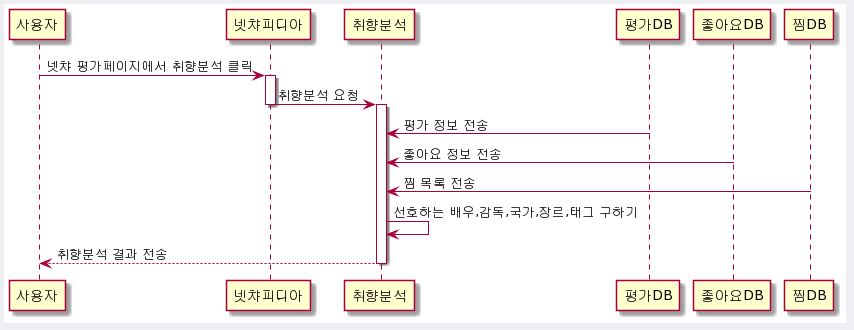 사용자 넷챠피디아 취향분석 평가DB 좋아요DB 찜DB
넷챠 평가페이지에서 취향분석 클릭
취향분석 요청
평가 정보 전송
좋아요 정보 전송
찜 목록 전송
선호하는 배우,감독,국가,장르,태그 구하기
취향분석 결과 전송
사용자 넷챠피디아 취향분석 평가DB 좋아요DB 찜DB